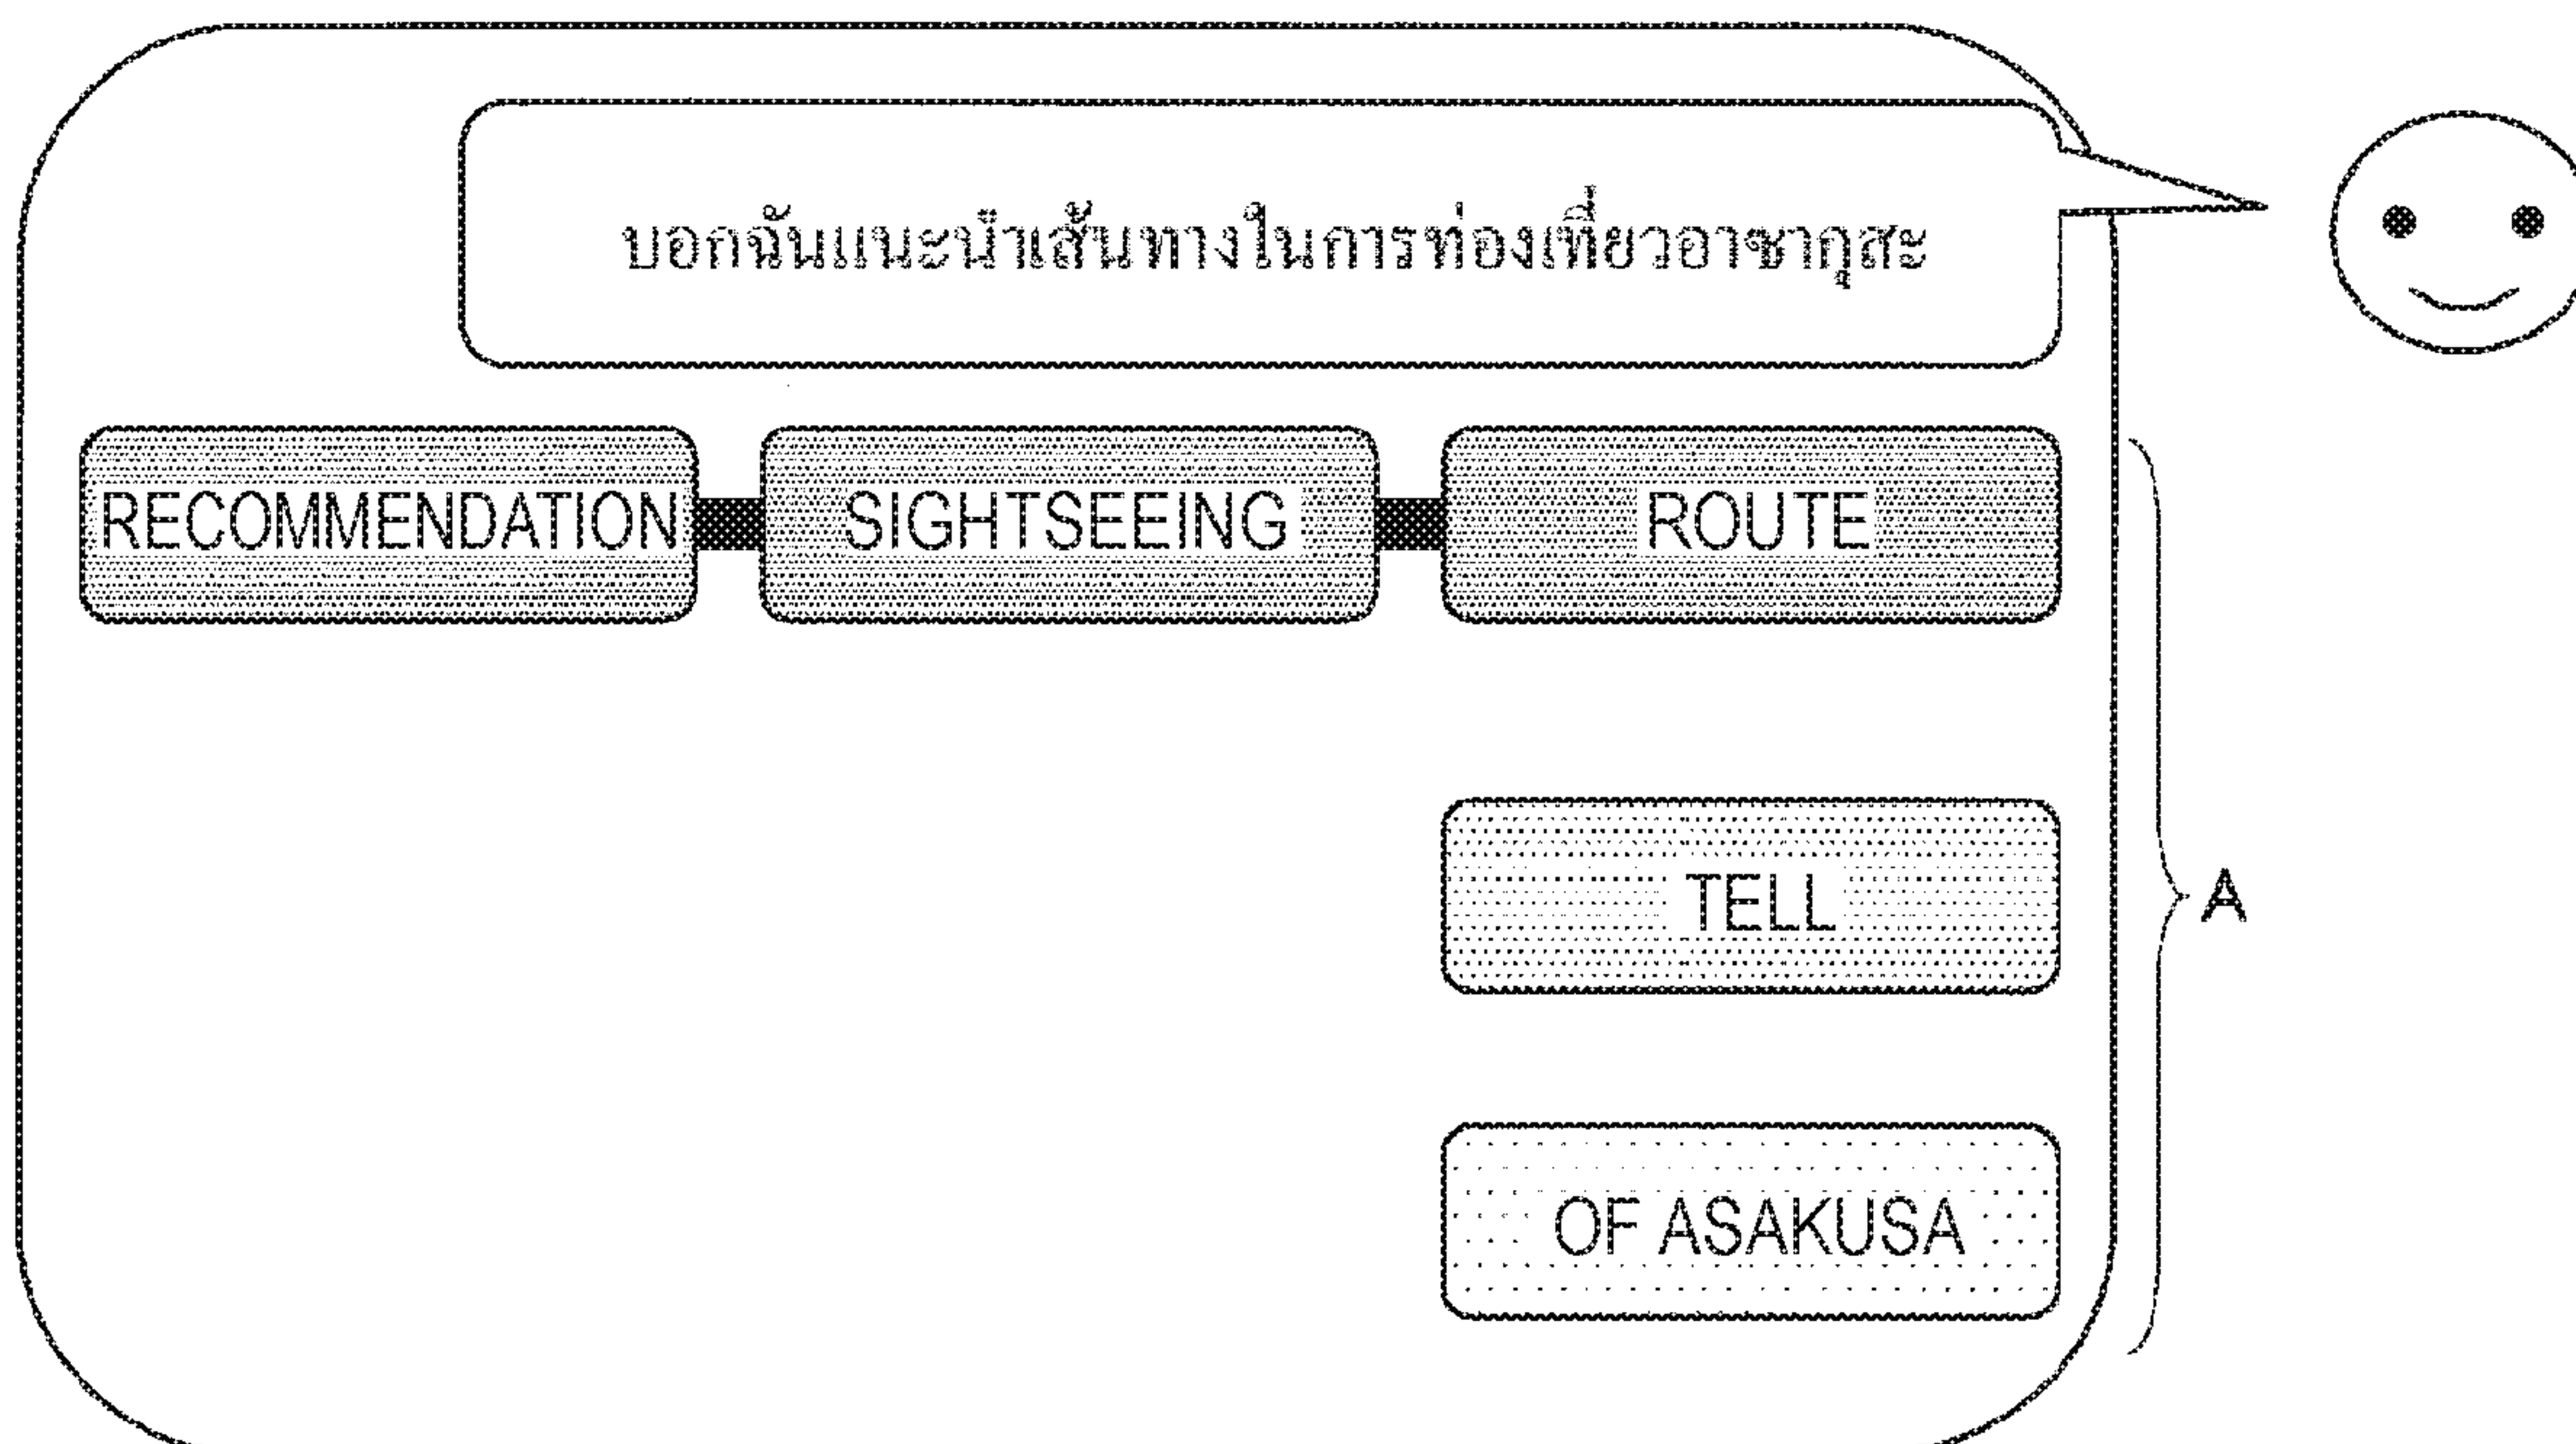 บอกฉันแนะนำเส้นทางในการท่องเที่ยวอาซากุสะ
RECOMMENDATION SIGHTSEEING ROUTE
TELL
A
OF ASAKUSA